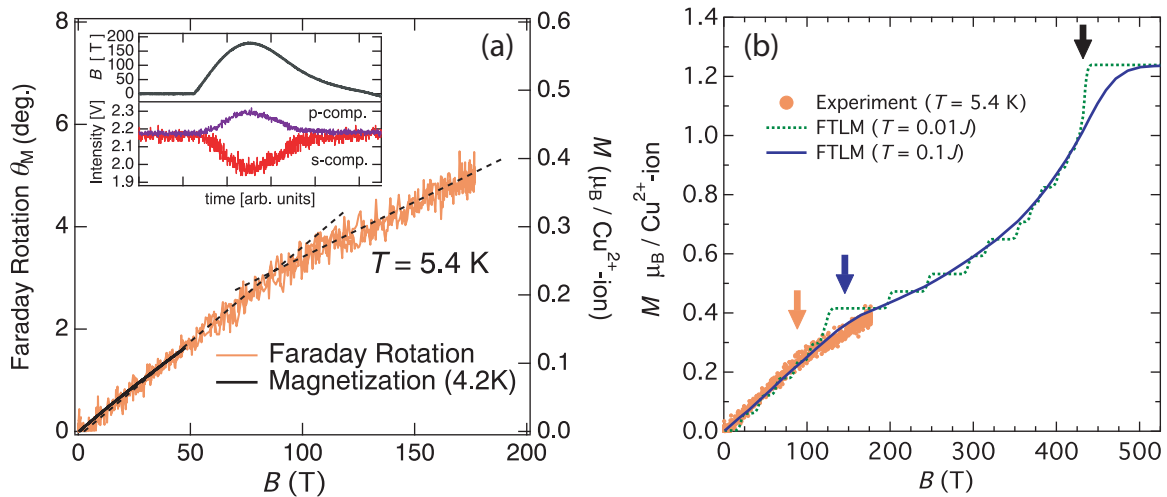 (a)
8
6
4
2
0
Faraday Rotation θM (deg.)
200
150
100
50
0
B [ T ]
2.3
2.2
2.1
2.0
1.9
Intensity [V]
p-comp.
s-comp.
time [arb. units]
T = 5.4 K
Faraday Rotation
Magnetization (4.2K)
0 50 100 150 200
B (T)
0.5
0.4
0.3
0.2
0.1
0.0
M (μB / Cu2+-ion)
(b)
1.4
1.2
1.0
0.8
0.6
0.4
0.2
0.0
M μB / Cu2+-ion
Experiment (T = 5.4 K)
FTLM (T = 0.01J)
FTLM (T = 0.1J)
0 100 200 300 400 500
B (T)